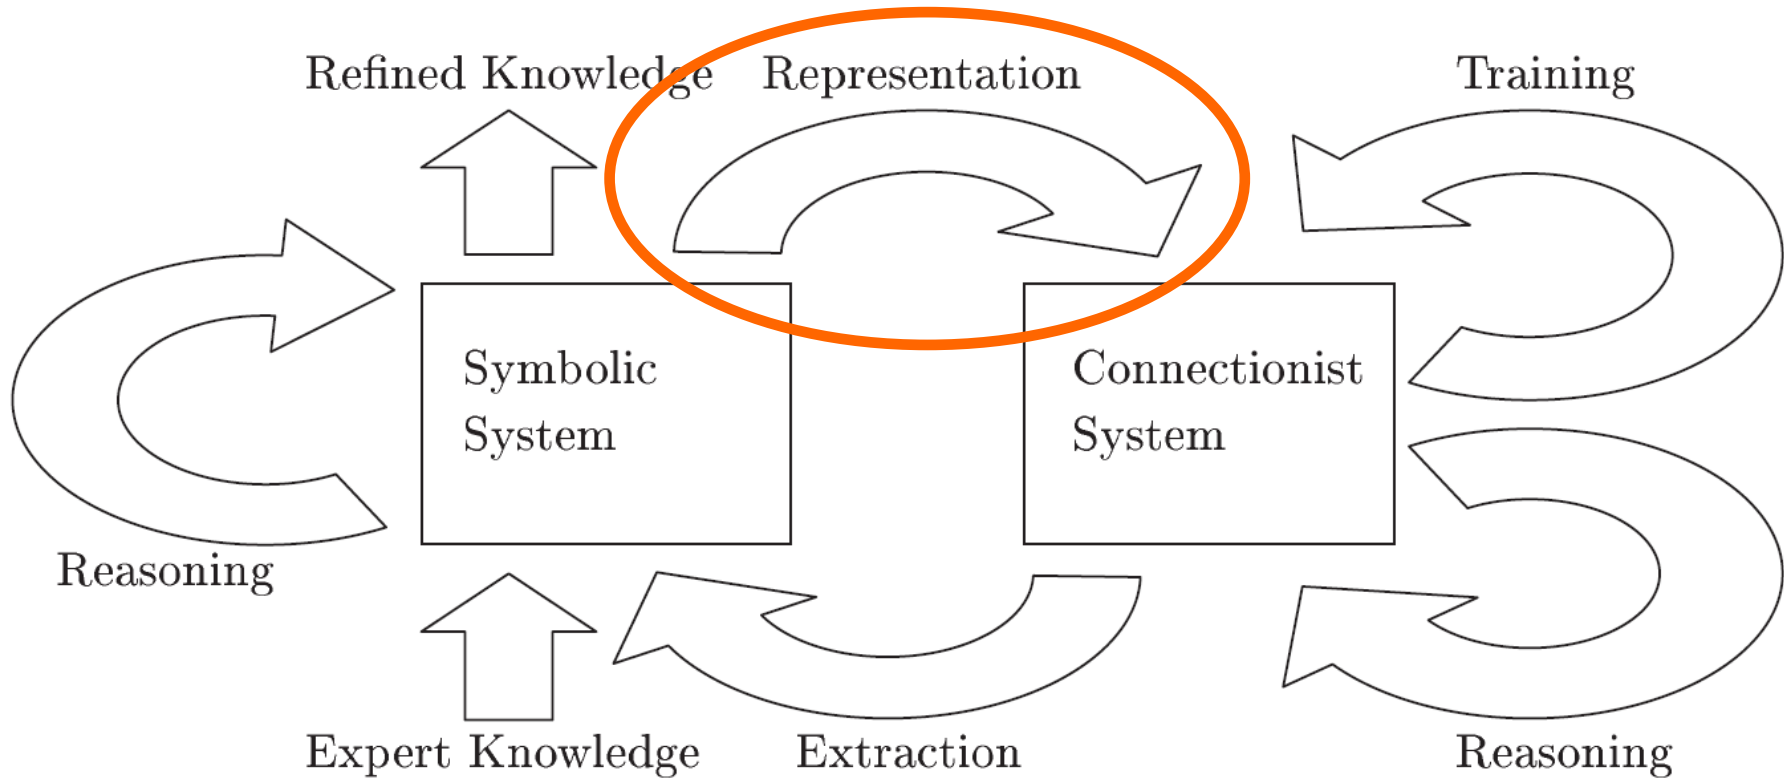 Refined Knowledge
Representation
Training
Symbolic
System
Connectionist
System
Reasoning
Expert Knowledge
Extraction
Reasoning